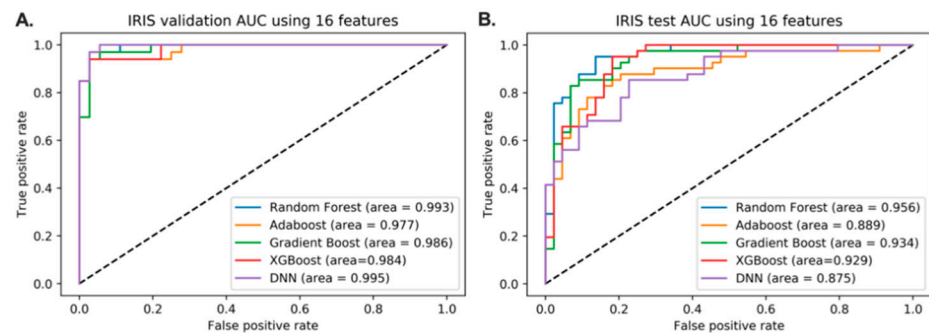 A.
IRIS validation AUC using 16 features
1.0
0.8
0.6
0.4
0.2
0.0
True positive rate
Random Forest (area = 0.993)
Adaboost (area = 0.977)
Gradient Boost (area = 0.986)
XGBoost (area=0.984)
DNN (area = 0.995)
0.0 0.2 0.4 0.6 0.8 1.0
False positive rate
B.
IRIS test AUC using 16 features
1.0
0.8
0.6
0.4
0.2
0.0
True positive rate
Random Forest (area = 0.956)
Adaboost (area = 0.889)
Gradient Boost (area = 0.934)
XGBoost (area=0.929)
DNN (area = 0.875)
0.0 0.2 0.4 0.6 0.8 1.0
False positive rate